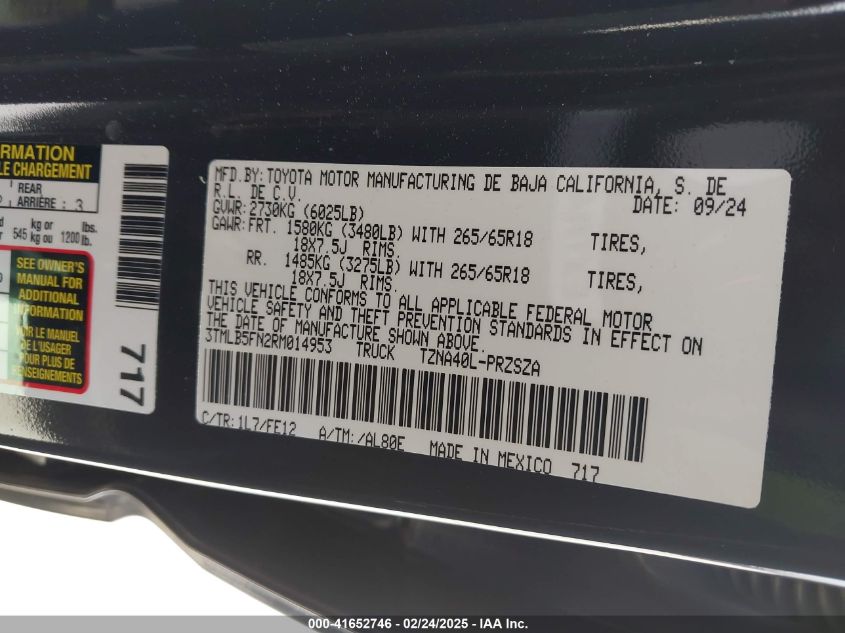 RMATION
LE CHARGEMENT
REAR
ARRIÈRE : 3
kg or lbs.
545 kg ou 1200 lb.
SEE OWNER'S
MANUAL FOR
ADDITIONAL
INFORMATION
VOIR LE MANUEL
DE L'USAGER
POUR PLUS DE
RENSEIGNEMENTS
717
MFD.BY:TOYOTA MOTOR MANUFACTURING DE BAJA CALIFORNIA, S. DE
R.L. DE C.V. DATE: 09/24
GVWR:2730KG (6025LB)
GAWR:FRT. 1580KG (3480LB) WITH 265/65R18 TIRES,
18X7.5J RIMS.
RR. 1485KG (3275LB) WITH 265/65R18 TIRES,
18X7.5J RIMS.
THIS VEHICLE CONFORMS TO ALL APPLICABLE FEDERAL MOTOR
VEHICLE SAFETY AND THEFT PREVENTION STANDARDS IN EFFECT ON
THE DATE OF MANUFACTURE SHOWN ABOVE.
3TMLB5FN2RM014953 TRUCK TZNA40L-PRZSZA
C/TR:1L7/FE12 A/TM:/AL80E MADE IN MEXICO 717
000-41652746 - 02/24/2025 - IAA Holdings, LLC.